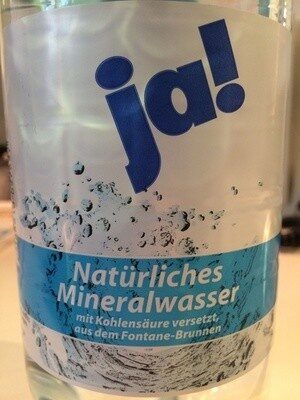 ja!
Natürliches
Mineralwasser
mit Kohlensäure versetzt,
aus dem Fontane-Brunnen